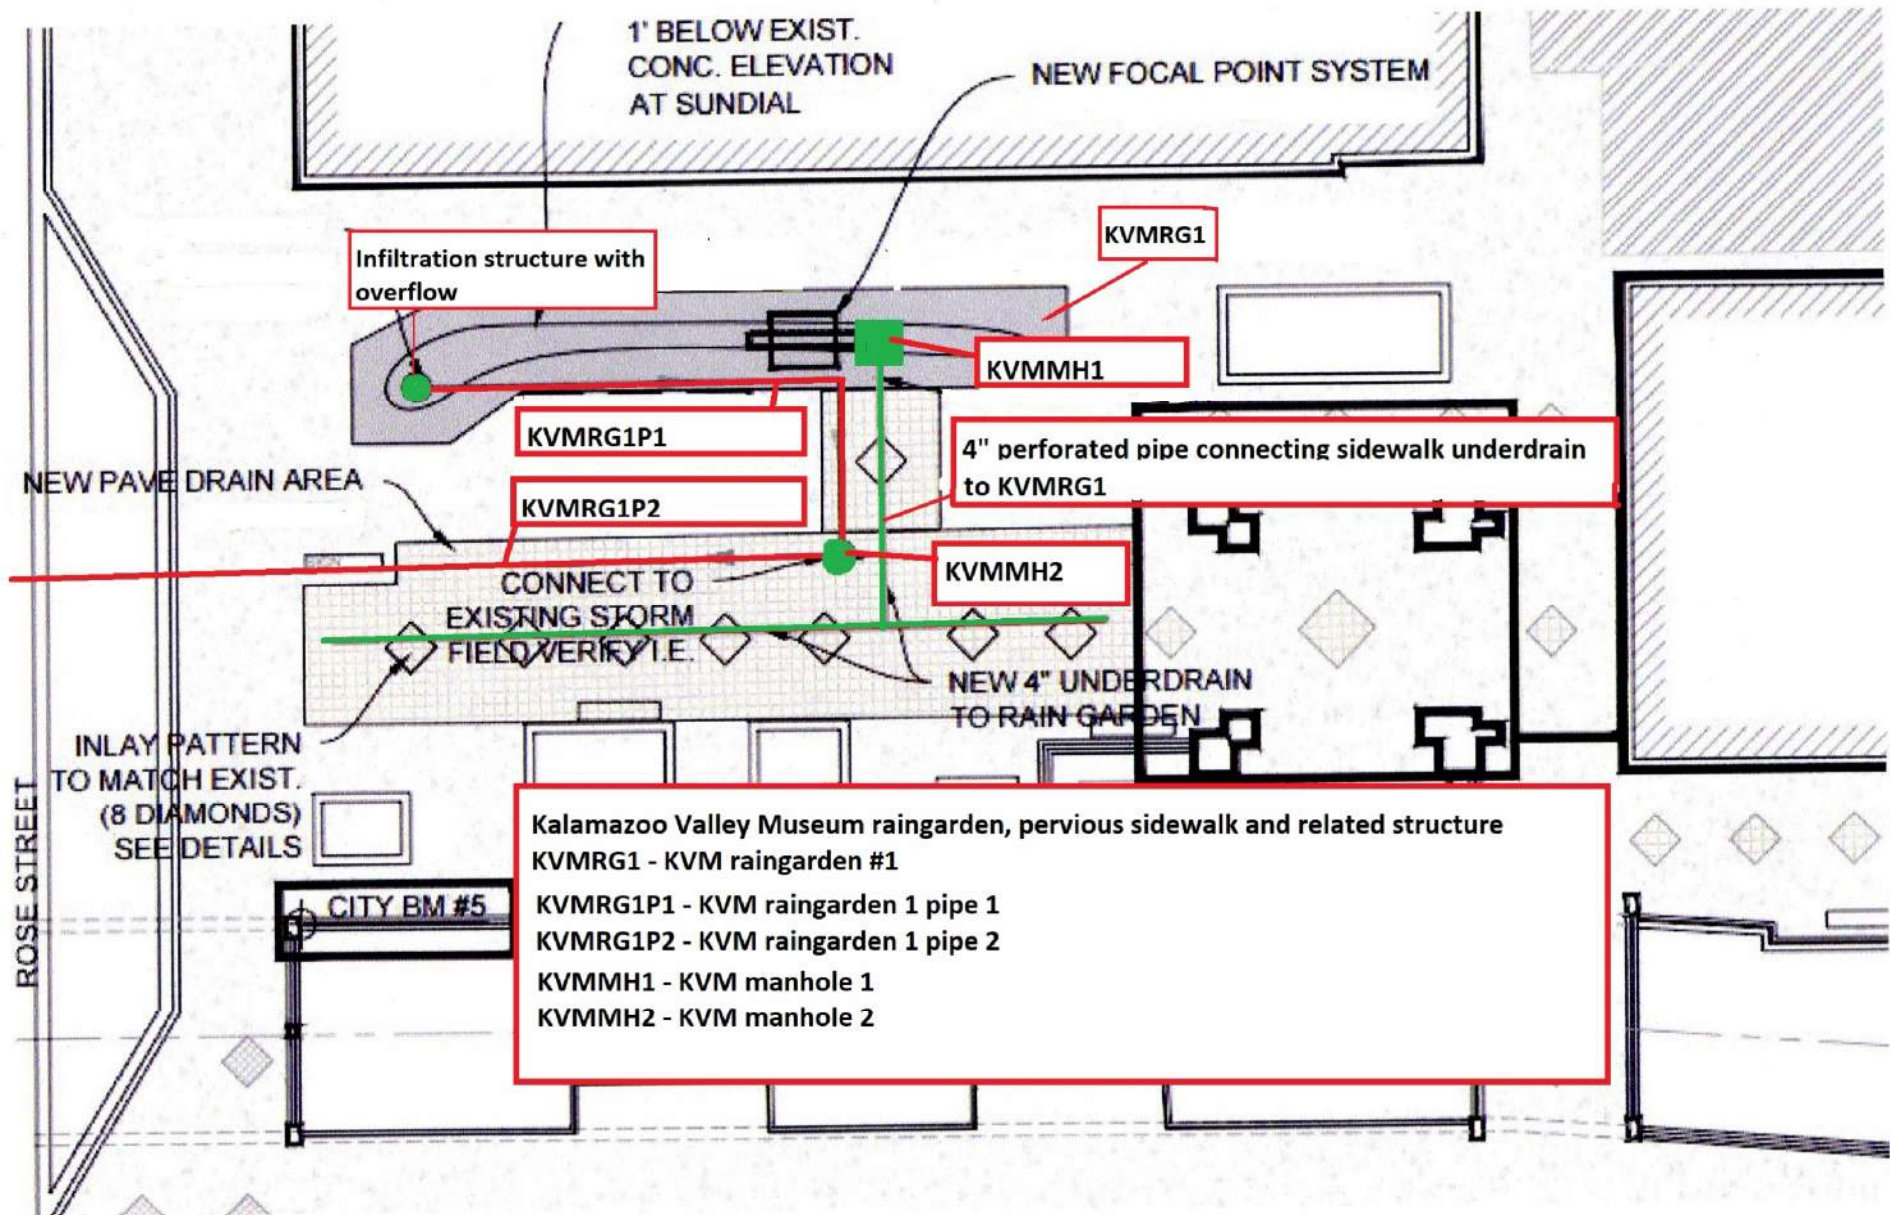 1' BELOW EXIST.
CONC. ELEVATION
AT SUNDIAL
NEW FOCAL POINT SYSTEM
KVMRG1
Infiltration structure with
overflow
KVMMH1
KVMRG1P1
4" perforated pipe connecting sidewalk underdrain
to KVMRG1
NEW PAVE DRAIN AREA
KVMRG1P2
KVMMH2
CONNECT TO
EXISTING STORM
FIELD VERIFY I.E.
NEW 4" UNDERDRAIN
TO RAIN GARDEN
INLAY PATTERN
TO MATCH EXIST.
(8 DIAMONDS)
SEE DETAILS
ROSE STREET
CITY BM #5
Kalamazoo Valley Museum raingarden, pervious sidewalk and related structure
KVMRG1 - KVM raingarden #1
KVMRG1P1 - KVM raingarden 1 pipe 1
KVMRG1P2 - KVM raingarden 1 pipe 2
KVMMH1 - KVM manhole 1
KVMMH2 - KVM manhole 2